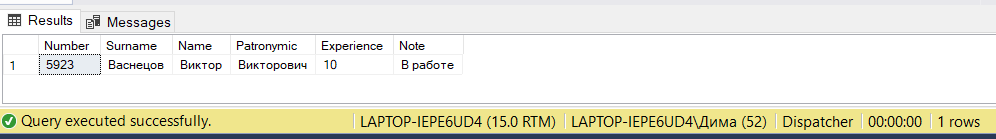 Results Messages
Number Surname Name Patronymic Experience Note
1 5923 Васнецов Виктор Викторович 10 В работе
Query executed successfully. LAPTOP-IEPE6UD4 (15.0 RTM) LAPTOP-IEPE6UD4\Дима (52) Dispatcher 00:00:00 1 rows